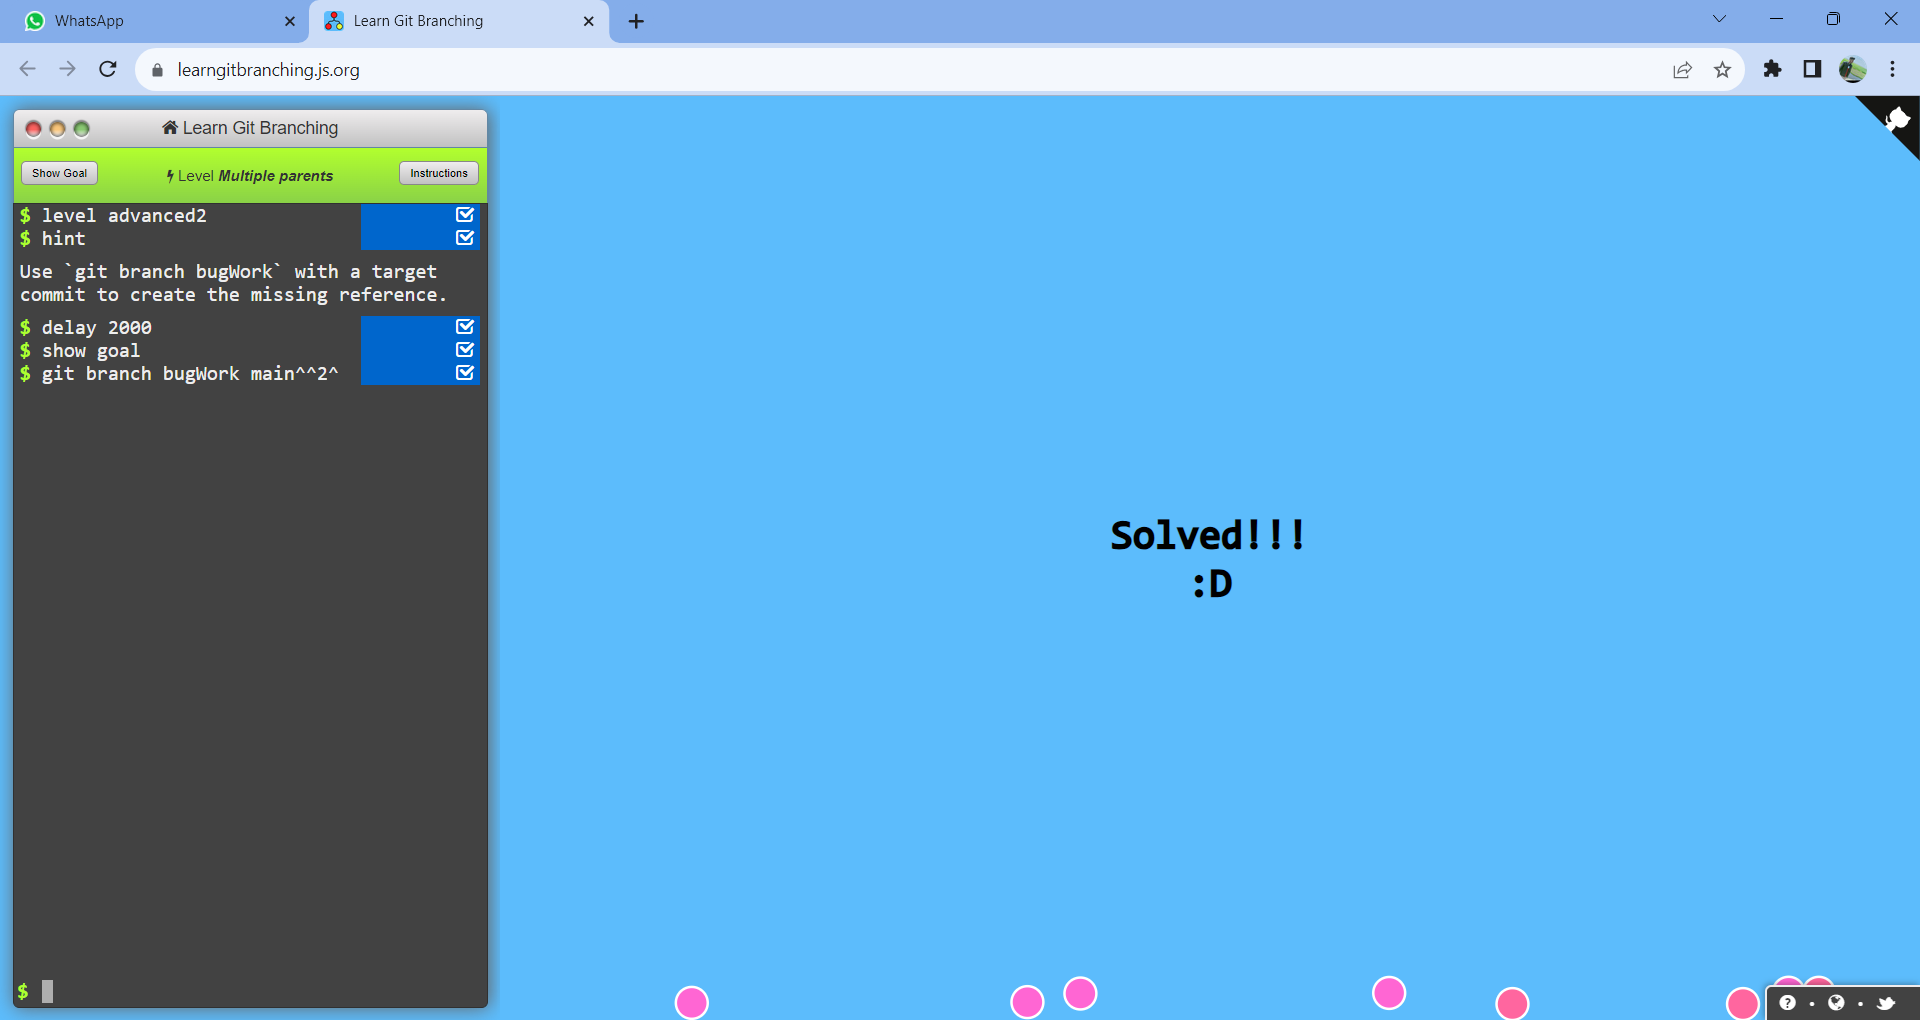 WhatsApp
Learn Git Branching
learngitbranching.js.org
Learn Git Branching
Show Goal
Level Multiple parents
Instructions
$ level advanced2
$ hint
Use `git branch bugWork` with a target
commit to create the missing reference.
$ delay 2000
$ show goal
$ git branch bugWork main^^2^
Solved!!!
:D
$
?